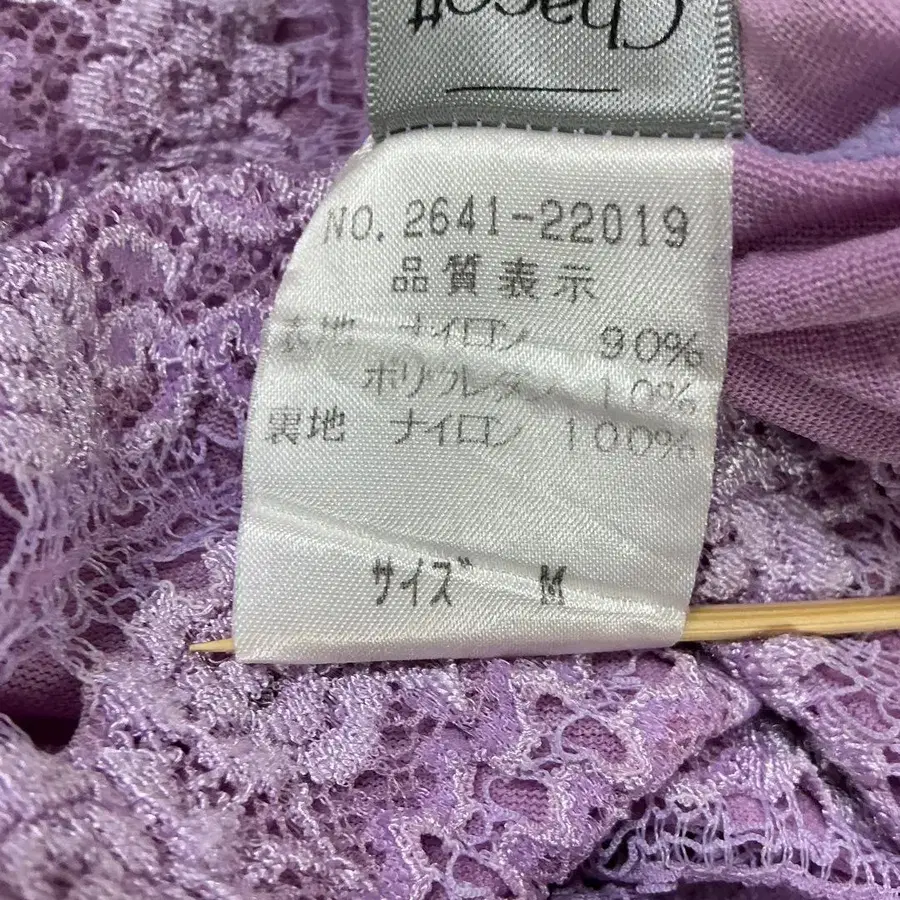 Chacott
NO. 2641-22019
品質表示
表地 ナイロン 90%
ポリウレタン 10%
裏地 ナイロン 100%
サイズ M